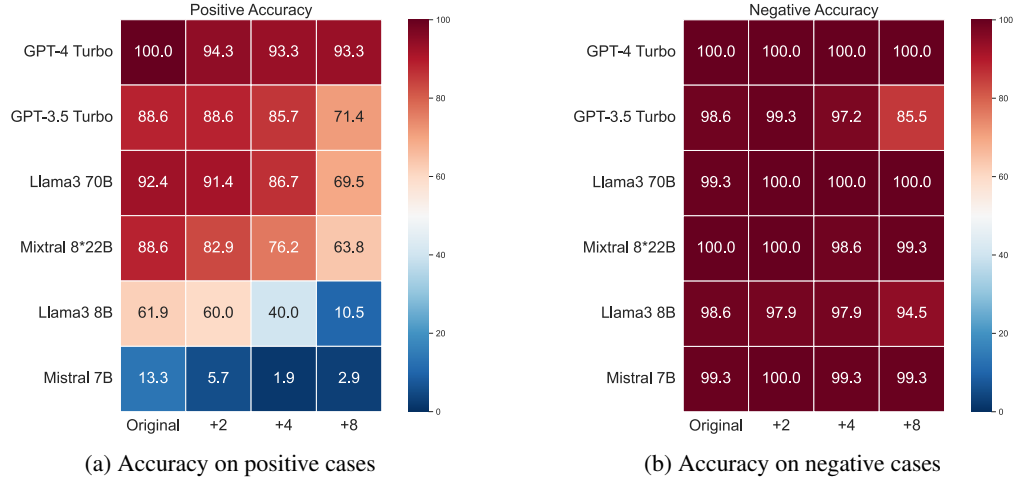 Positive Accuracy
GPT-4 Turbo 100.0 94.3 93.3 93.3
GPT-3.5 Turbo 88.6 88.6 85.7 71.4
Llama3 70B 92.4 91.4 86.7 69.5
Mixtral 8*22B 88.6 82.9 76.2 63.8
Llama3 8B 61.9 60.0 40.0 10.5
Mistral 7B 13.3 5.7 1.9 2.9
Original +2 +4 +8
100
80
60
40
20
0
(a) Accuracy on positive cases
Negative Accuracy
GPT-4 Turbo 100.0 100.0 100.0 100.0
GPT-3.5 Turbo 98.6 99.3 97.2 85.5
Llama3 70B 99.3 100.0 100.0 100.0
Mixtral 8*22B 100.0 100.0 98.6 99.3
Llama3 8B 98.6 97.9 97.9 94.5
Mistral 7B 99.3 100.0 99.3 99.3
Original +2 +4 +8
100
80
60
40
20
0
(b) Accuracy on negative cases